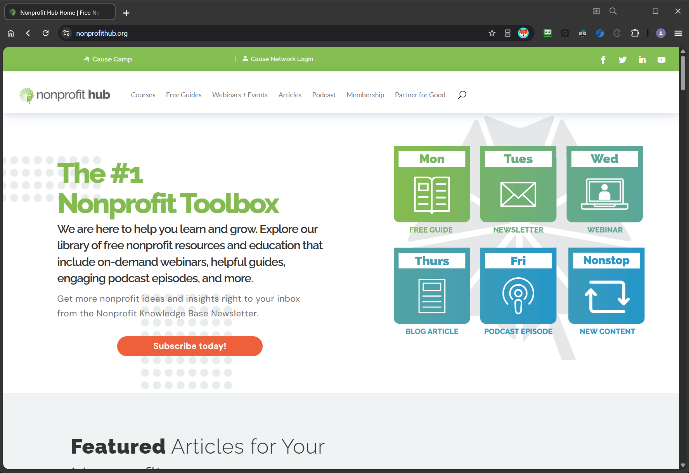 Nonprofit Hub Home | Free No
nonprofithub.org
Cause Camp
Cause Network Login
nonprofit hub
Courses Free Guides Webinars + Events Articles Podcast Membership Partner for Good
The #1
Nonprofit Toolbox
We are here to help you learn and grow. Explore our
library of free nonprofit resources and education that
include on-demand webinars, helpful guides,
engaging podcast episodes, and more.
Get more nonprofit ideas and insights right to your inbox
from the Nonprofit Knowledge Base Newsletter.
Subscribe today!
Mon
FREE GUIDE
Tues
NEWSLETTER
Wed
WEBINAR
Thurs
BLOG ARTICLE
Fri
PODCAST EPISODE
Nonstop
NEW CONTENT
Featured Articles for Your